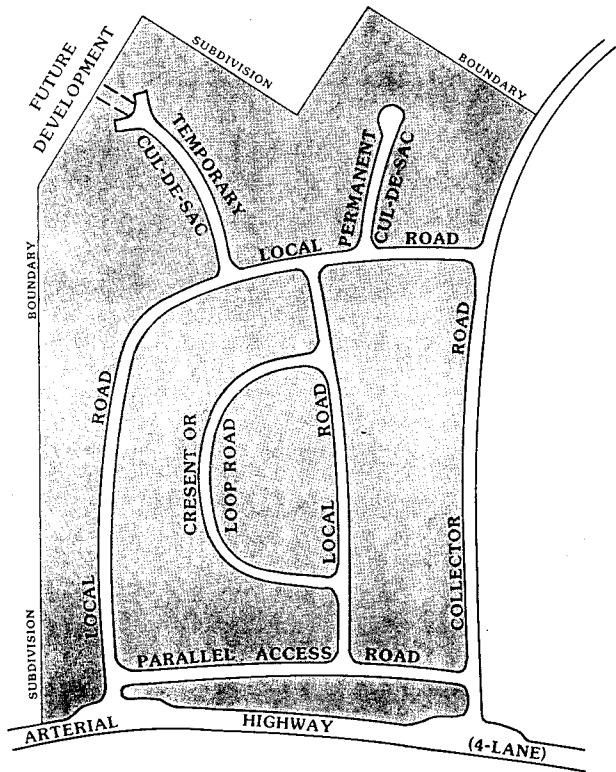 FUTURE
DEVELOPMENT
SUBDIVISION
BOUNDARY
TEMPORARY
CUL-DE-SAC
PERMANENT
CUL-DE-SAC
LOCAL ROAD
BOUNDARY
SUBDIVISION
LOCAL ROAD
CRESENT OR
LOOP ROAD
LOCAL ROAD
COLLECTOR ROAD
PARALLEL ACCESS ROAD
ARTERIAL HIGHWAY (4-LANE)